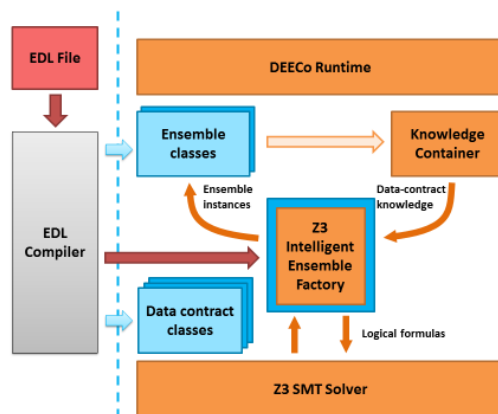 EDL File
DEECo Runtime
Ensemble
classes
Knowledge
Container
Ensemble
instances
Data-contract
knowledge
EDL
Compiler
Z3
Intelligent
Ensemble
Factory
Data contract
classes
Logical formulas
Z3 SMT Solver